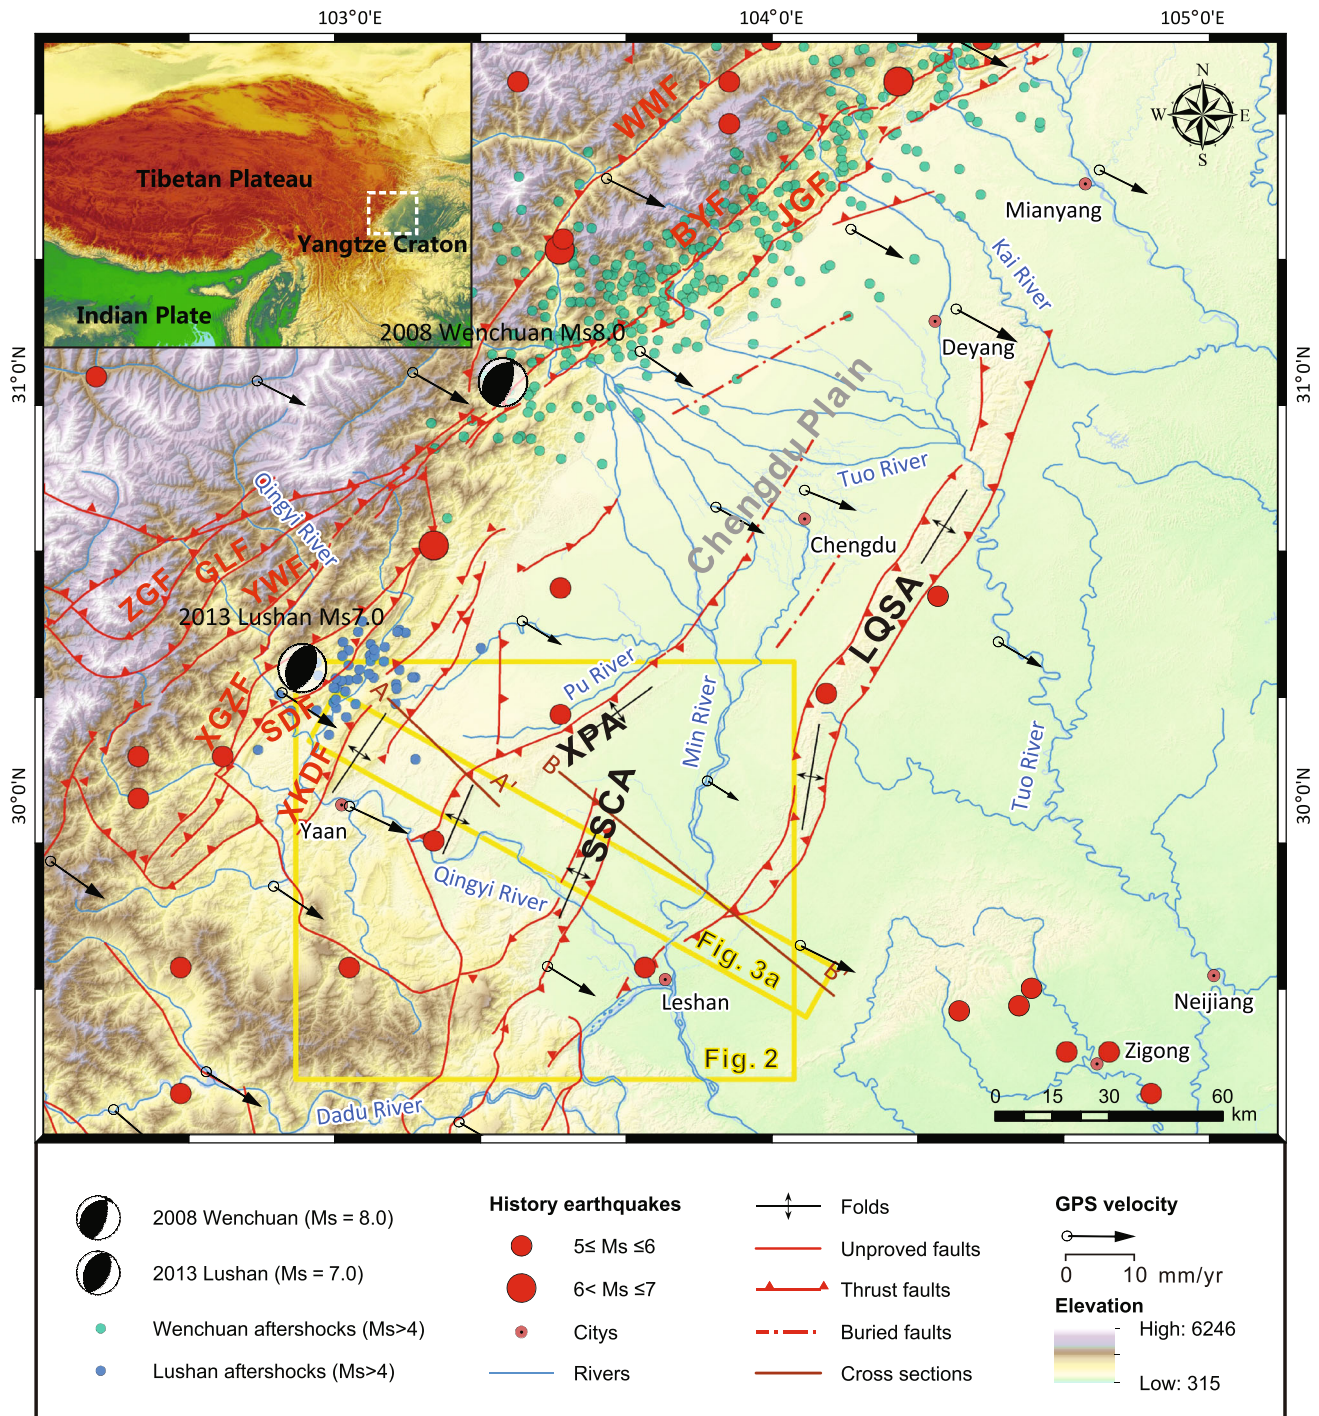 103°0'E
104°0'E
105°0'E
31°0'N
30°0'N
31°0'N
30°0'N
Tibetan Plateau
Yangtze Craton
Indian Plate
N
W
E
S
WMF
BYF
JGF
Mianyang
Kai River
Deyang
2008 Wenchuan Ms8.0
Chengdu Plain
Tuo River
Chengdu
Qingyi River
ZGF
GLF
YWF
2013 Lushan Ms7.0
LQSA
XGZF
SDF
XKDF
A
A'
Pu River
XPA
Min River
Tuo River
B
SSCA
Yaan
Qingyi River
Fig. 3a
B'
Leshan
Neijiang
Fig. 2
Zigong
Dadu River
0 15 30 60
km
2008 Wenchuan (Ms = 8.0)
2013 Lushan (Ms = 7.0)
Wenchuan aftershocks (Ms>4)
Lushan aftershocks (Ms>4)
History earthquakes
5≤ Ms ≤6
6< Ms ≤7
Citys
Rivers
Folds
Unproved faults
Thrust faults
Buried faults
Cross sections
GPS velocity
0 10 mm/yr
Elevation
High: 6246
Low: 315